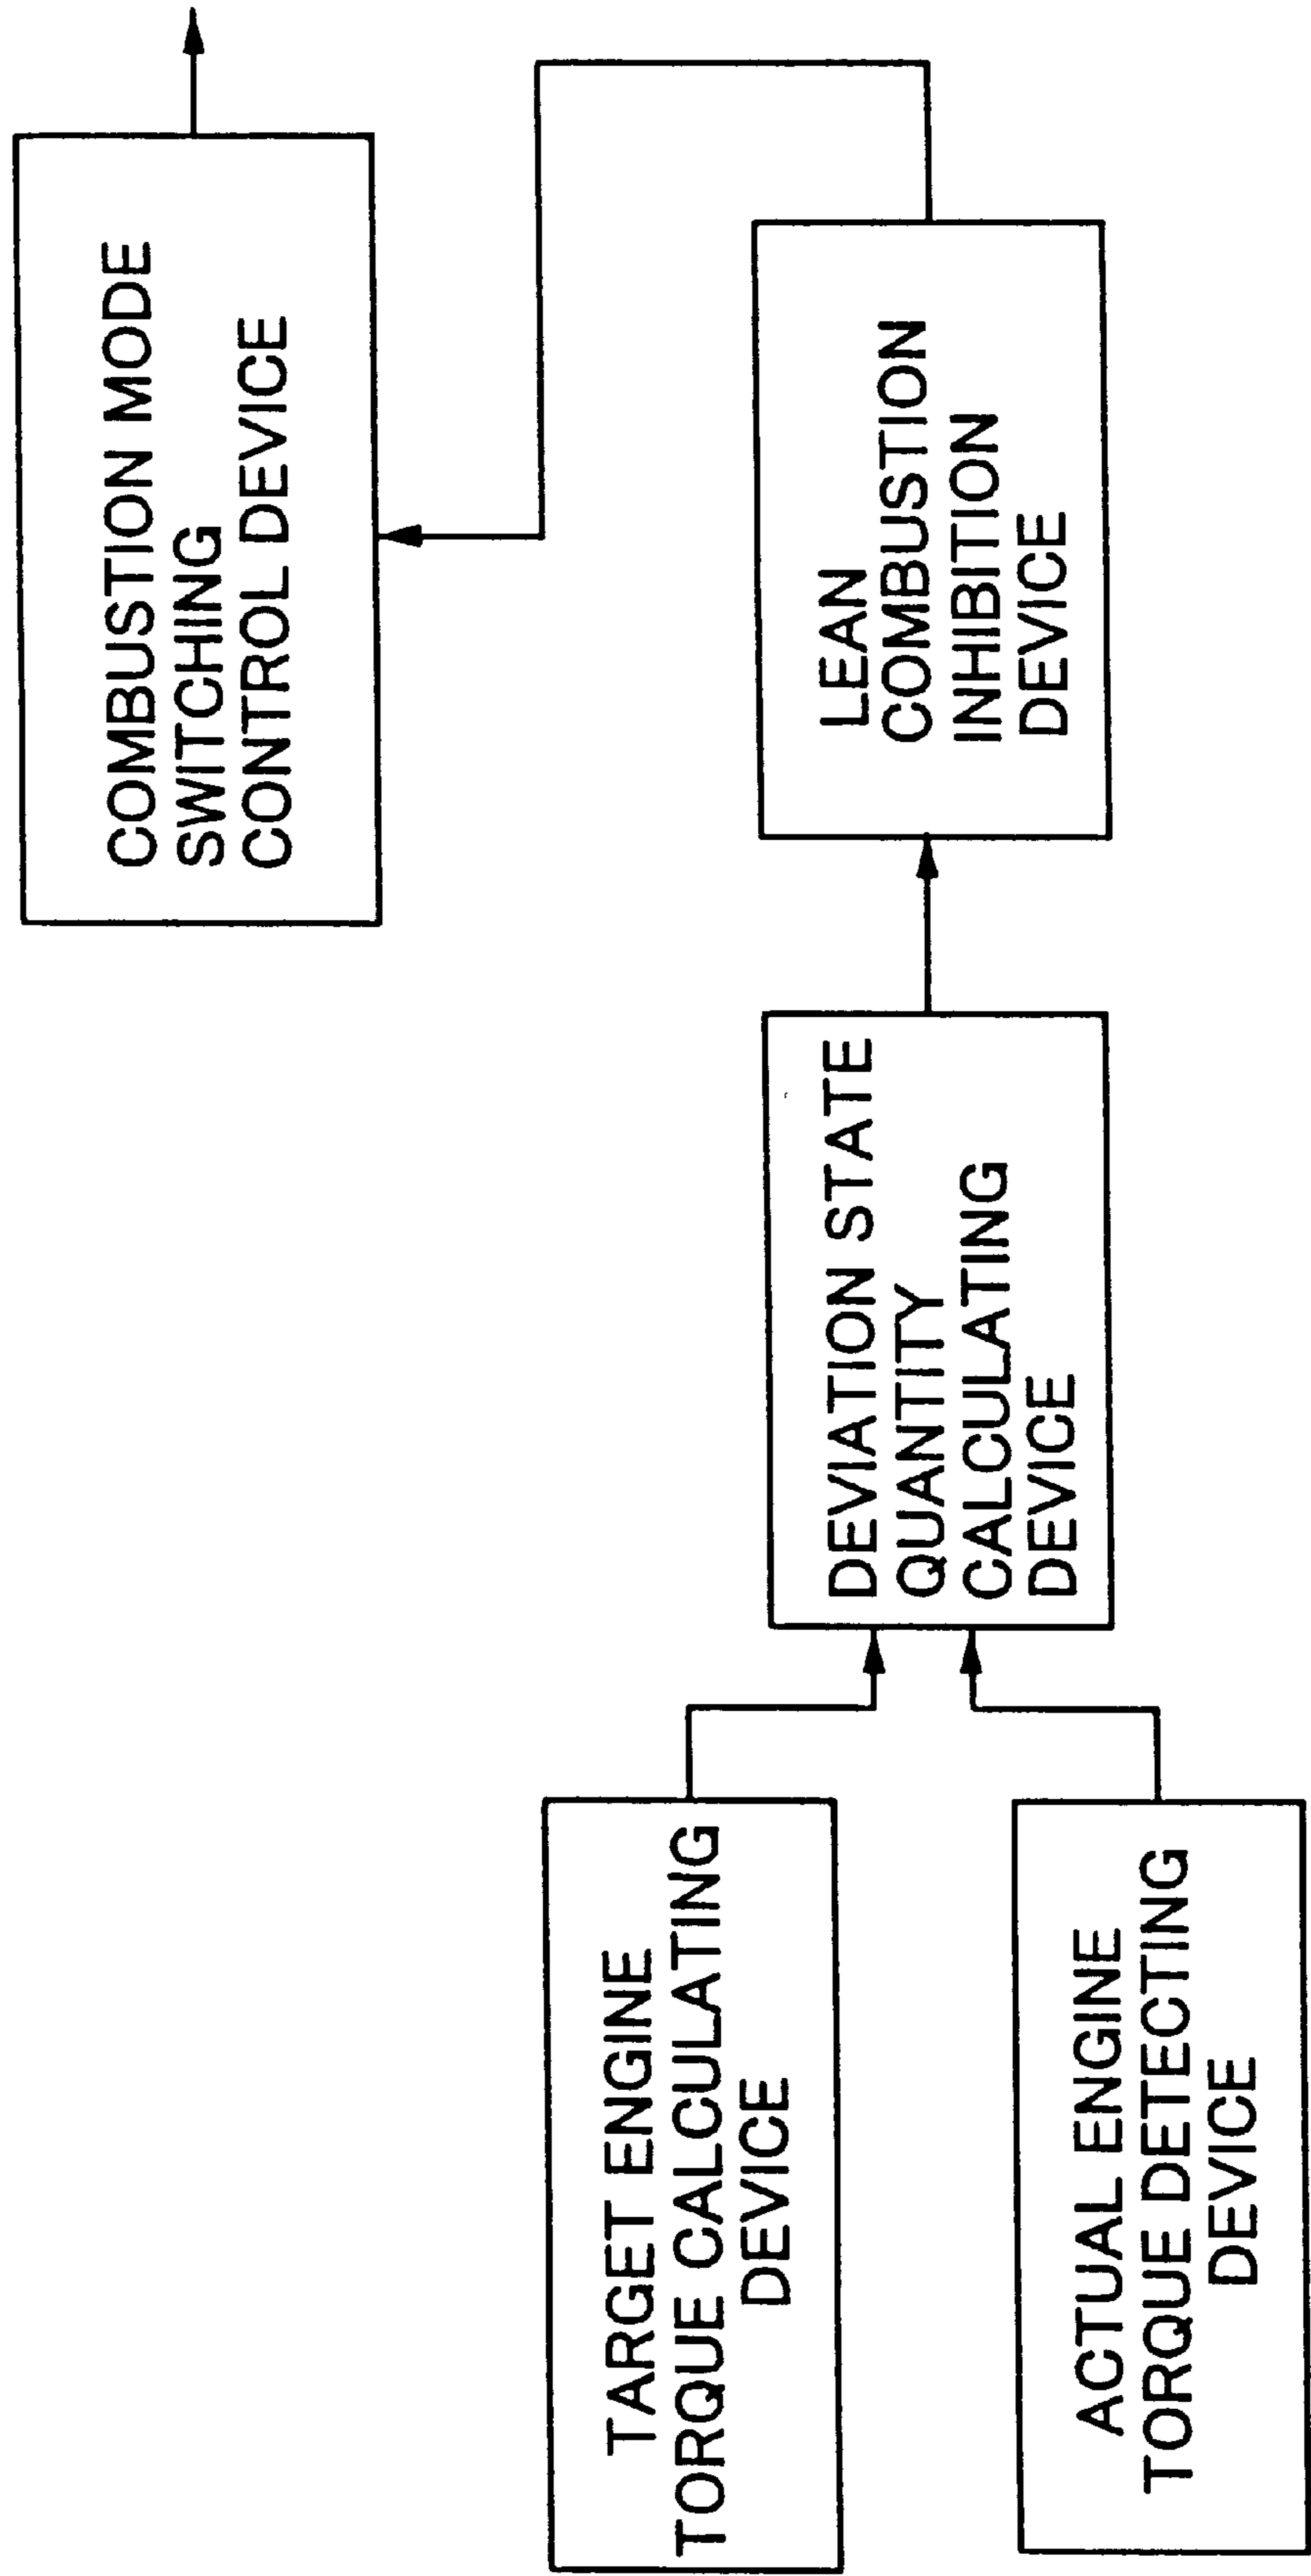 COMBUSTION MODE
SWITCHING
CONTROL DEVICE
TARGET ENGINE
TORQUE CALCULATING
DEVICE
ACTUAL ENGINE
TORQUE DETECTING
DEVICE
DEVIATION STATE
QUANTITY
CALCULATING
DEVICE
LEAN
COMBUSTION
INHIBITION
DEVICE